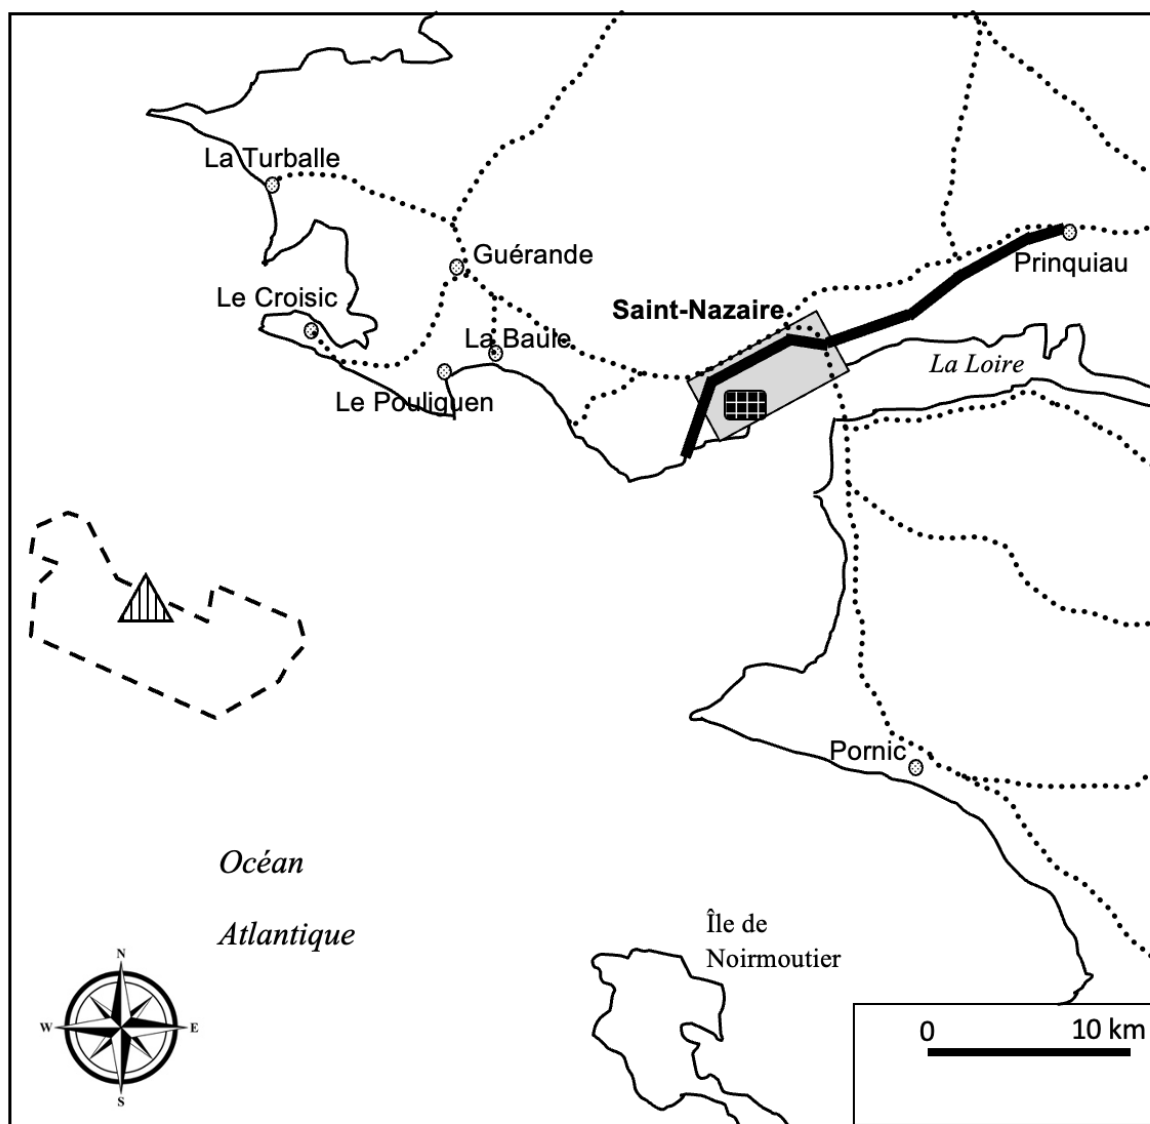 La Turballe
Guérande
Prinquiau
Le Croisic
Saint-Nazaire
La Baule
La Loire
Le Pouliquen
Pornic
Océan
Atlantique
Île de
Noirmoutier
N
W
E
S
0
10 km